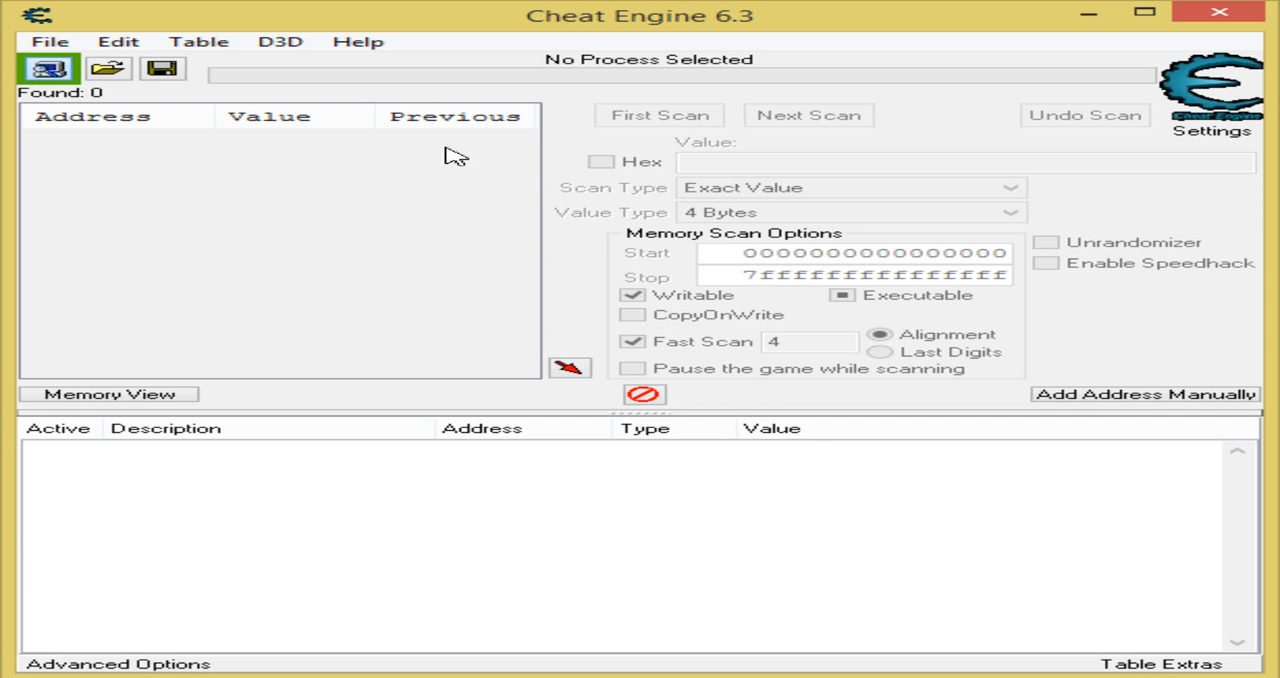 Cheat Engine 6.3
File Edit Table D3D Help
No Process Selected
Found: 0
Address Value Previous
First Scan Next Scan Undo Scan
Settings
Value:
Hex
Scan Type Exact Value
Value Type 4 Bytes
Memory Scan Options
Start 0000000000000000
Stop 7fffffffffffffff
Unrandomizer
Enable Speedhack
Writable Executable
CopyOnWrite
Fast Scan 4 Alignment
Last Digits
Pause the game while scanning
Memory View Add Address Manually
Active Description Address Type Value
Advanced Options Table Extras